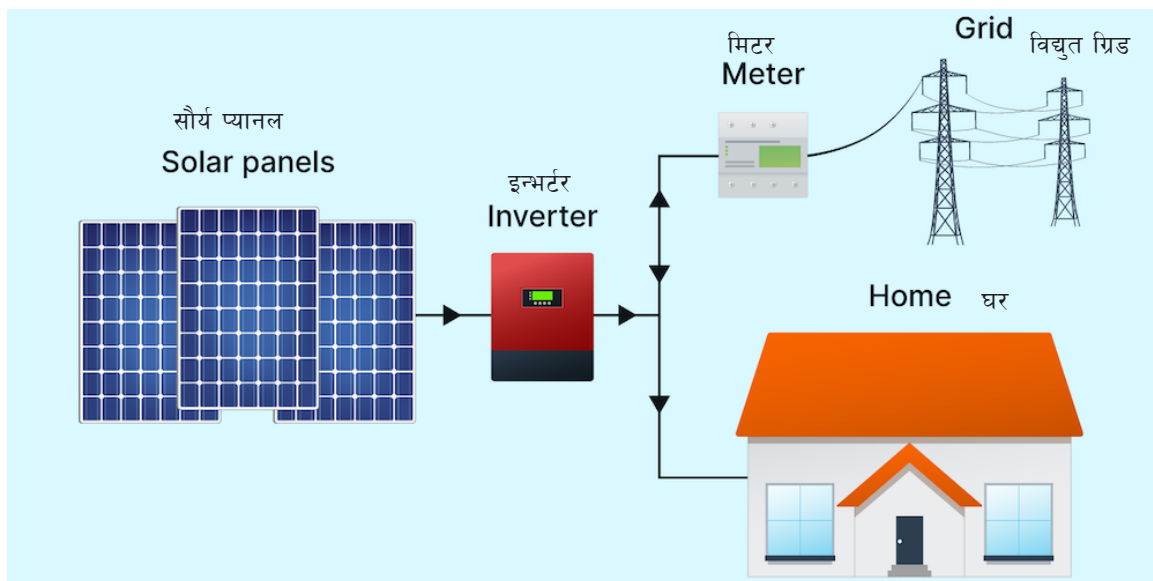 सौर्य प्यानल
Solar panels
इन्भर्टर
Inverter
मिटर
Meter
Grid
विद्युत ग्रिड
Home
घर